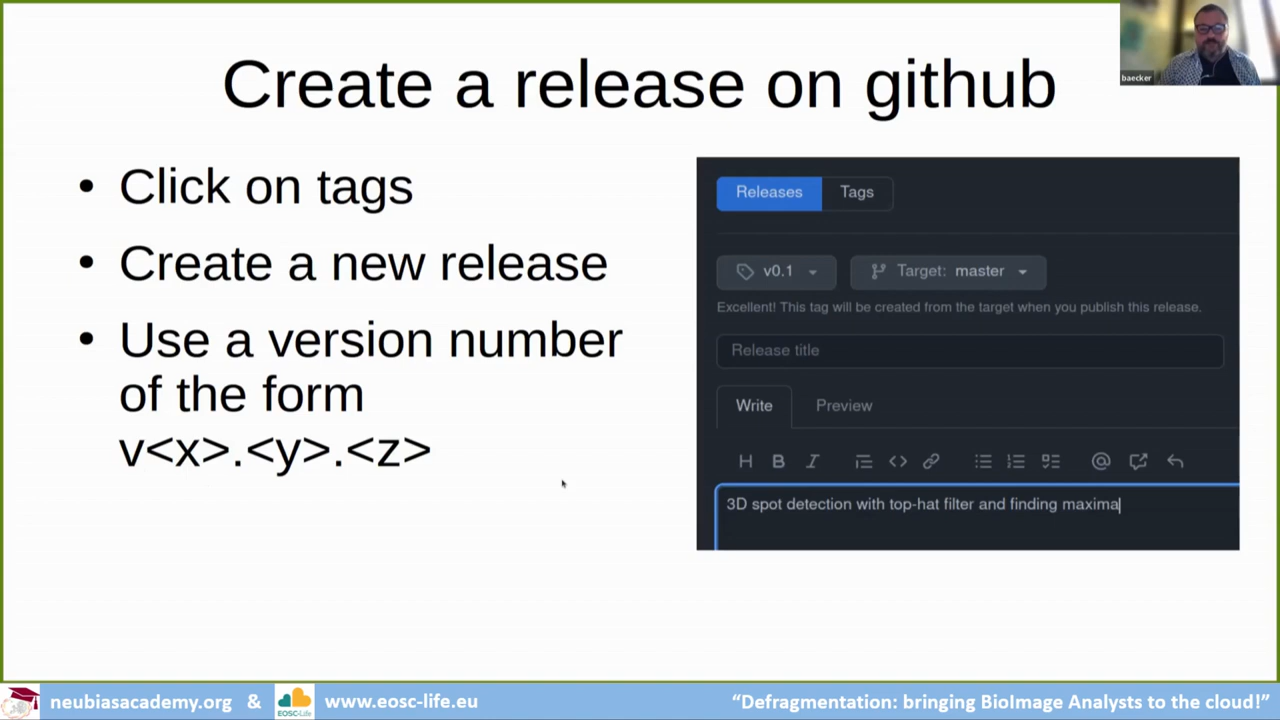 Create a release on github
baecker
Click on tags
Create a new release
Use a version number
of the form
v<x>.<y>.<z>
Releases Tags
v0.1 Target: master
Excellent! This tag will be created from the target when you publish this release.
Release title
Write Preview
H B I
3D spot detection with top-hat filter and finding maxima
neubiasacademy.org & EOSC-Life www.eosc-life.eu “Defragmentation: bringing BioImage Analysts to the cloud!”